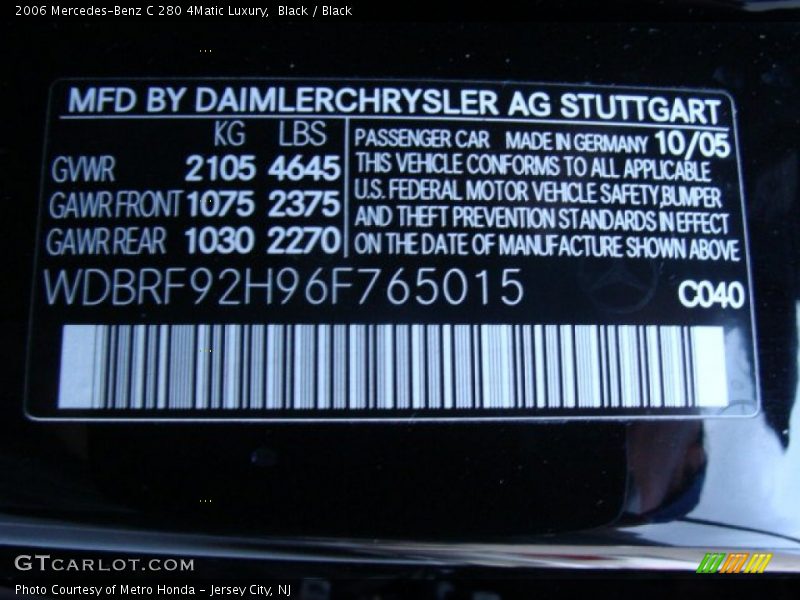 2006 Mercedes-Benz C 280 4Matic Luxury,  Black / Black
MFD BY DAIMLERCHRYSLER AG STUTTGART
KG LBS
GVWR 2105 4645
GAWR FRONT 1075 2375
GAWR REAR 1030 2270
PASSENGER CAR MADE IN GERMANY 10/05
THIS VEHICLE CONFORMS TO ALL APPLICABLE
U.S. FEDERAL MOTOR VEHICLE SAFETY,BUMPER
AND THEFT PREVENTION STANDARDS IN EFFECT
ON THE DATE OF MANUFACTURE SHOWN ABOVE
WDBRF92H96F765015
C040
GTCARLOT.COM
Photo Courtesy of Metro Honda - Jersey City, NJ